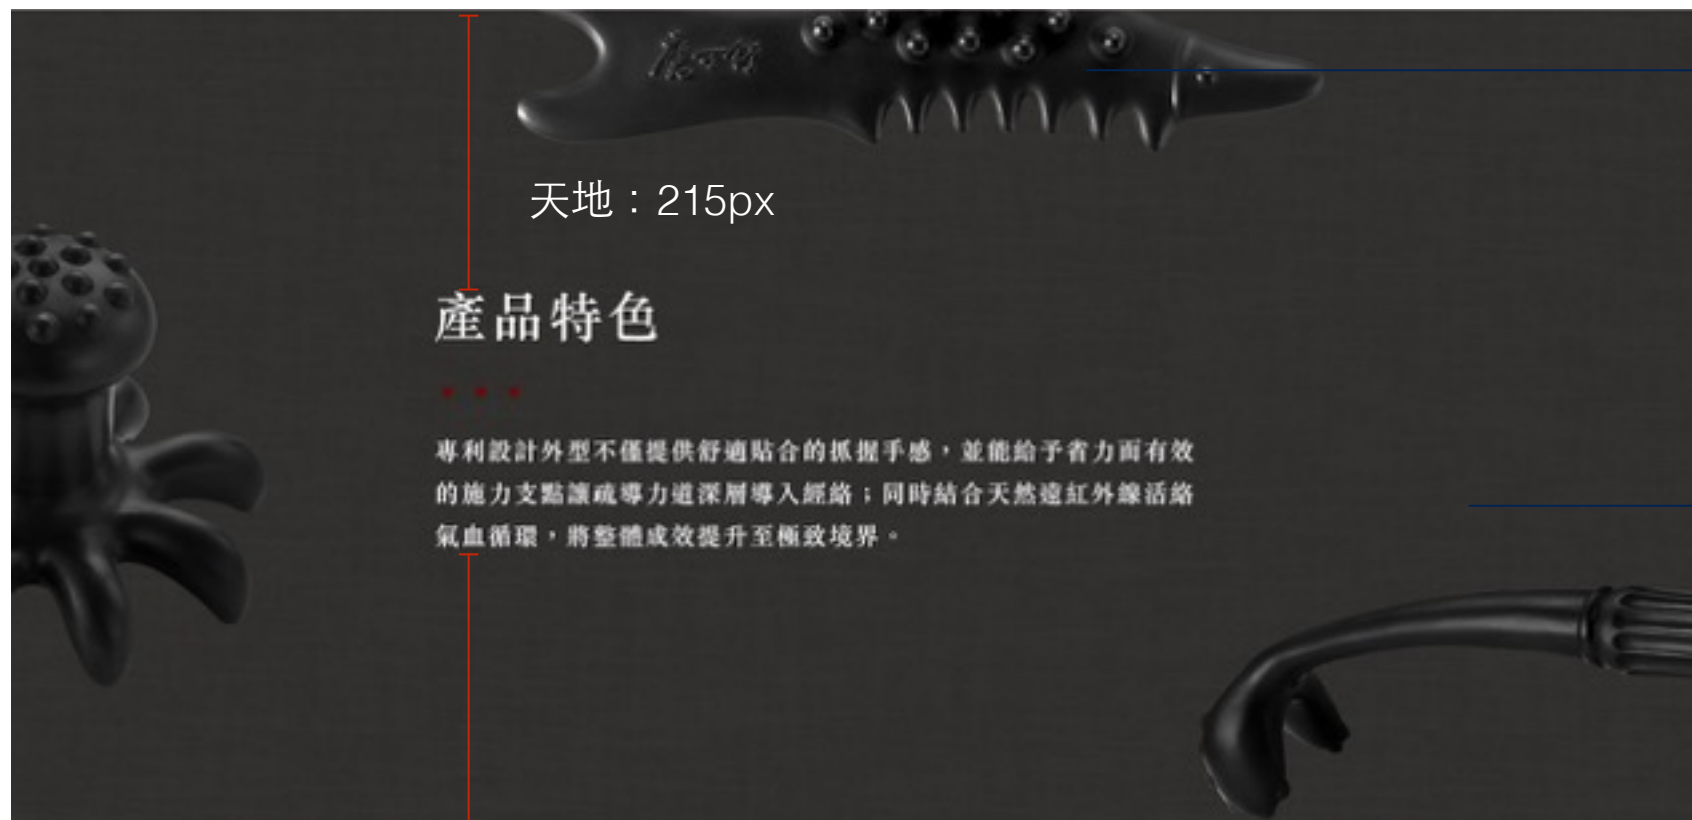 天地：215px
產品特色
專利設計外型不僅提供舒適貼合的抓握手感，並能給予省力而有效
的施力支點讓疏導力道深層導入經絡；同時結合天然遠紅外線活絡
氣血循環，將整體成效提升至極致境界。